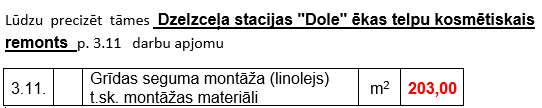 Lūdzu precizēt tāmes Dzelzceļa stacijas "Dole" ēkas telpu kosmētiskais
remonts p. 3.11 darbu apjomu
3.11. Grīdas seguma montāža (linolejs) m² 203,00
t.sk. montāžas materiāli